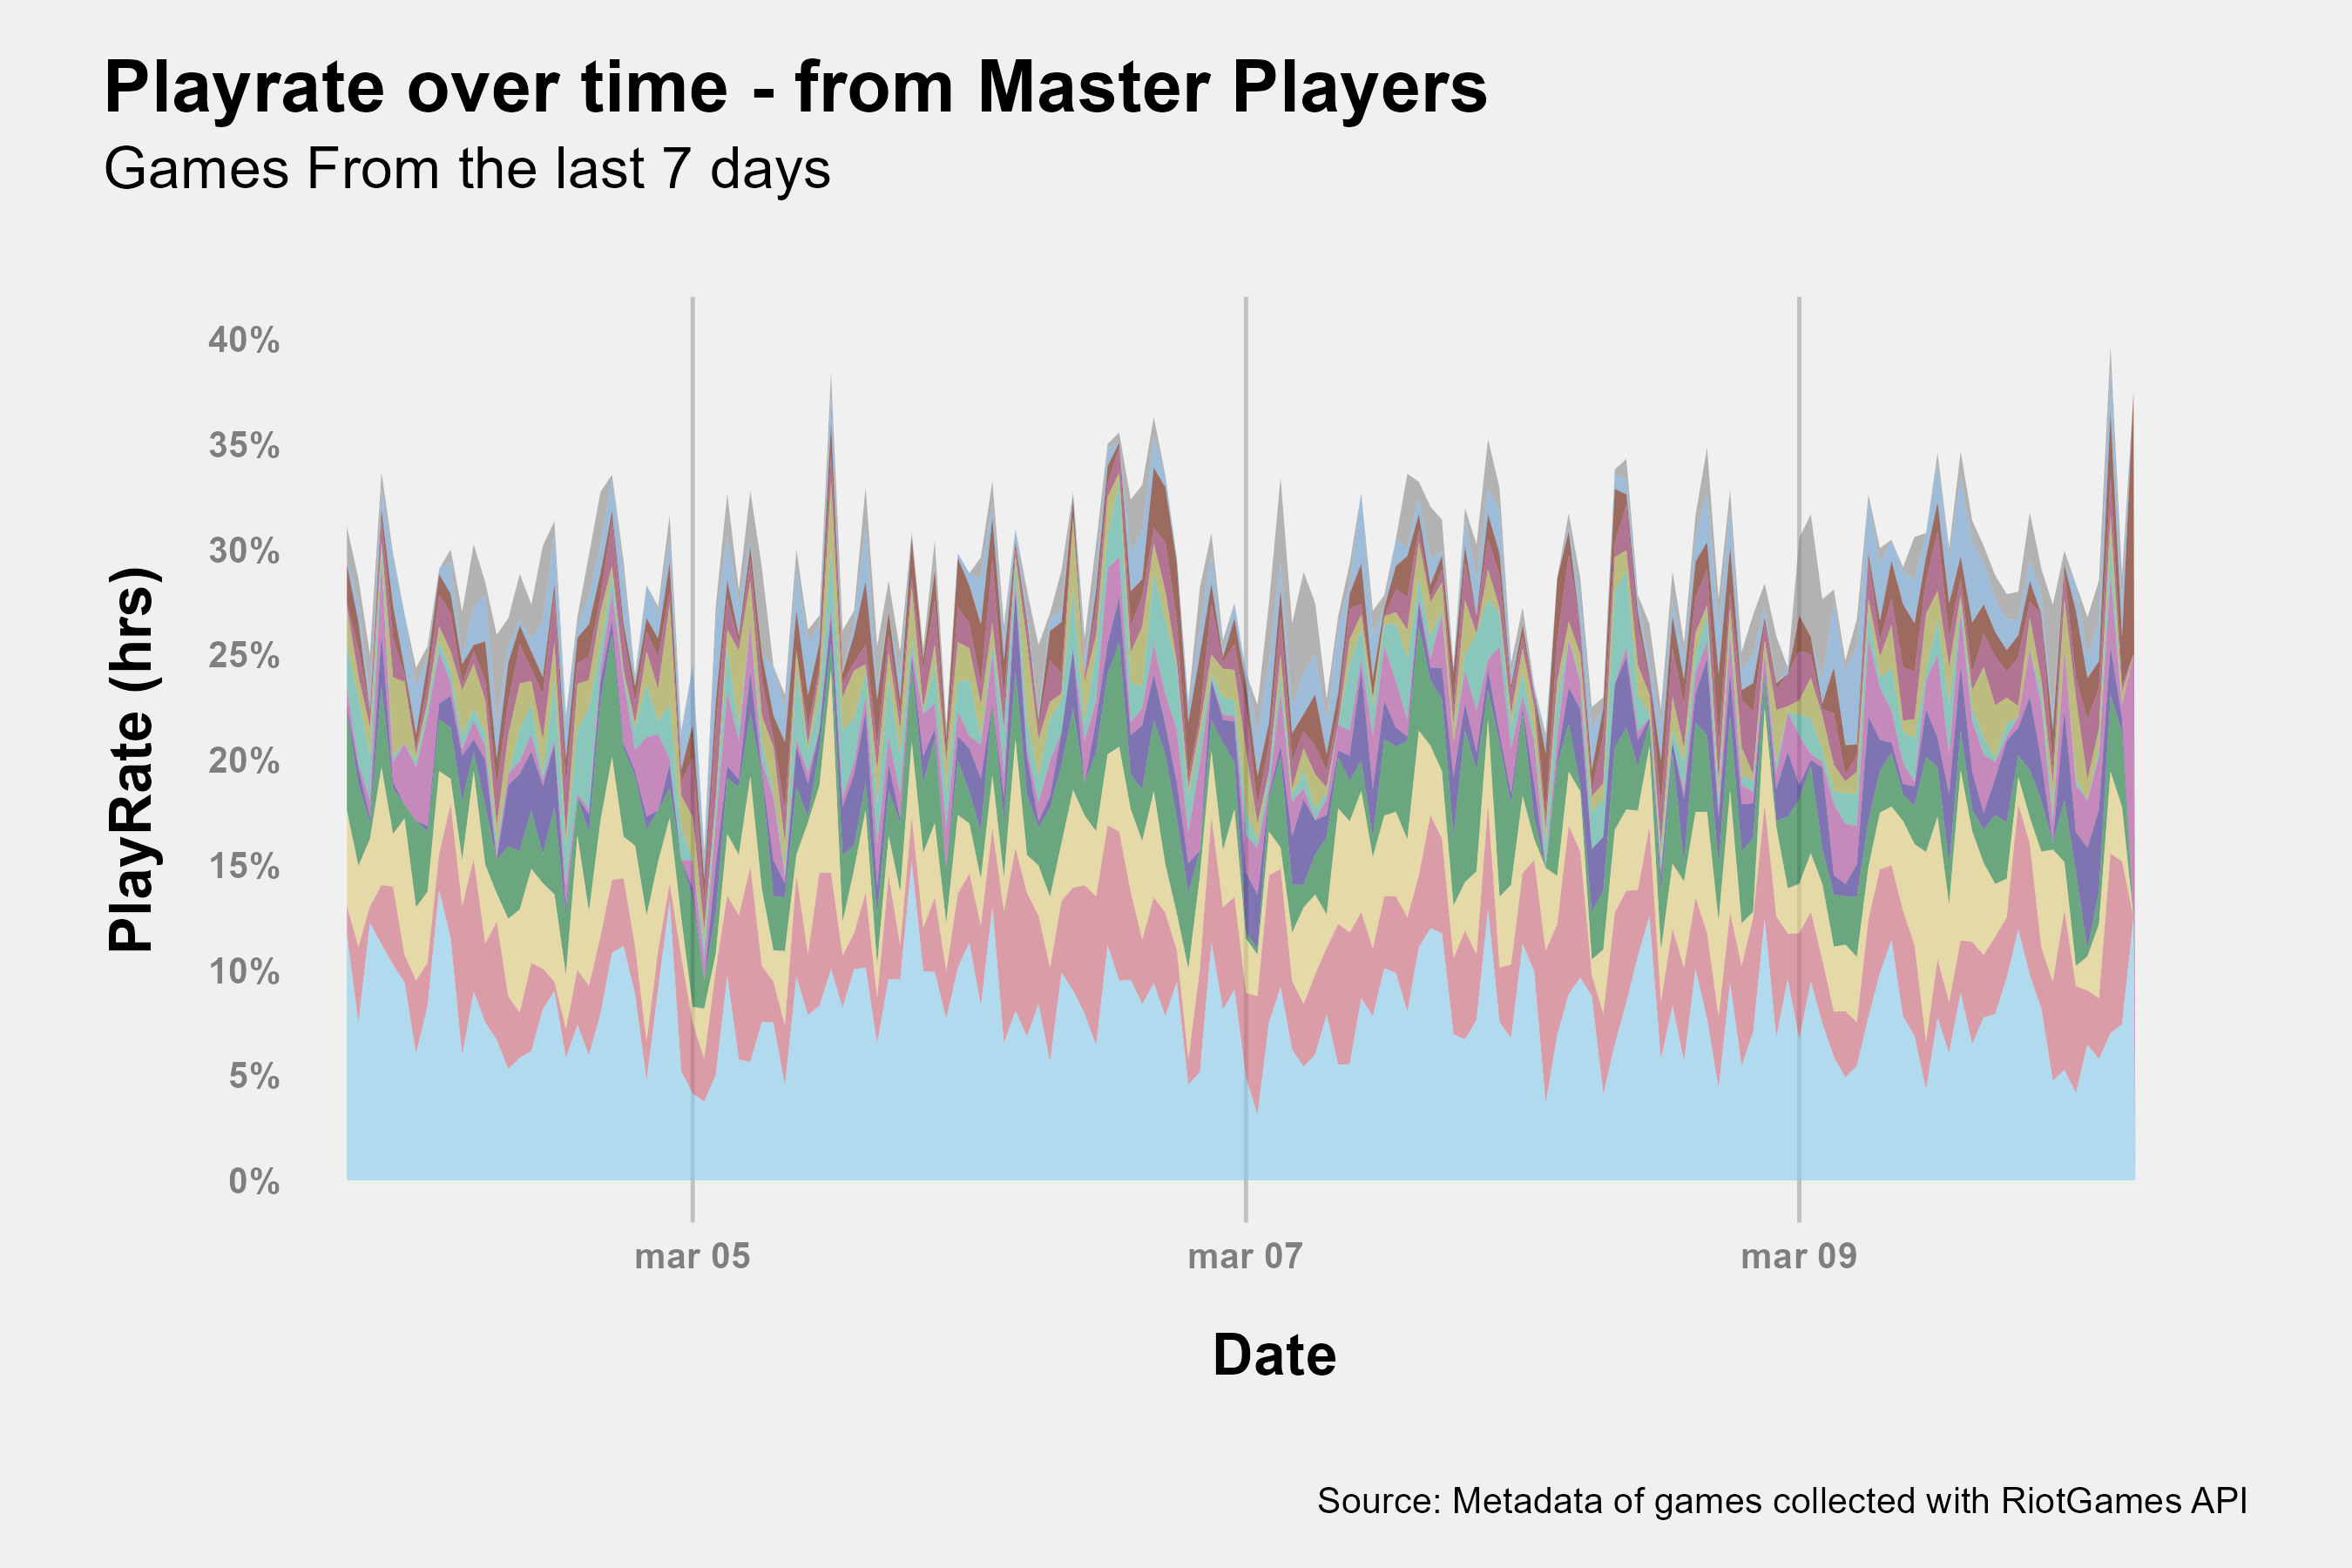 Playrate over time - from Master Players
Games From the last 7 days
PlayRate (hrs)
40%
35%
30%
25%
20%
15%
10%
5%
0%
mar 05
mar 07
mar 09
Date
Source: Metadata of games collected with RiotGames API